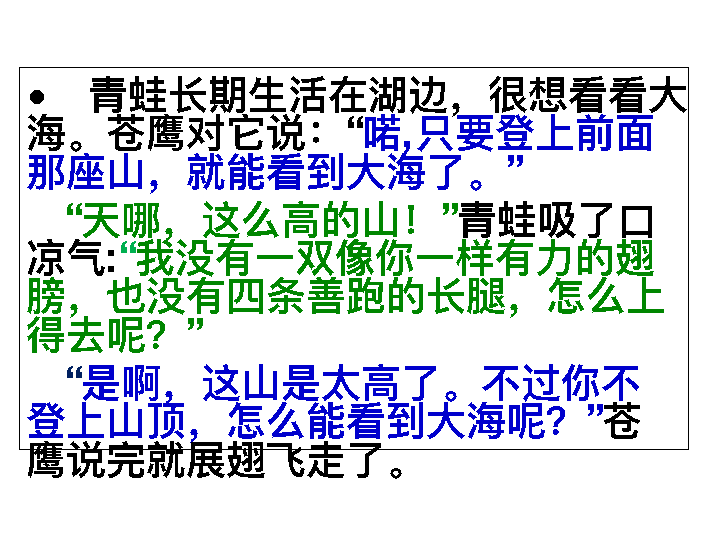 • 青蛙长期生活在湖边，很想看看大
海。苍鹰对它说：“喏,只要登上前面
那座山，就能看到大海了。”
“天哪，这么高的山！”青蛙吸了口
凉气:“我没有一双像你一样有力的翅
膀，也没有四条善跑的长腿，怎么上
得去呢？”
“是啊，这山是太高了。不过你不
登上山顶，怎么能看到大海呢？”苍
鹰说完就展翅飞走了。